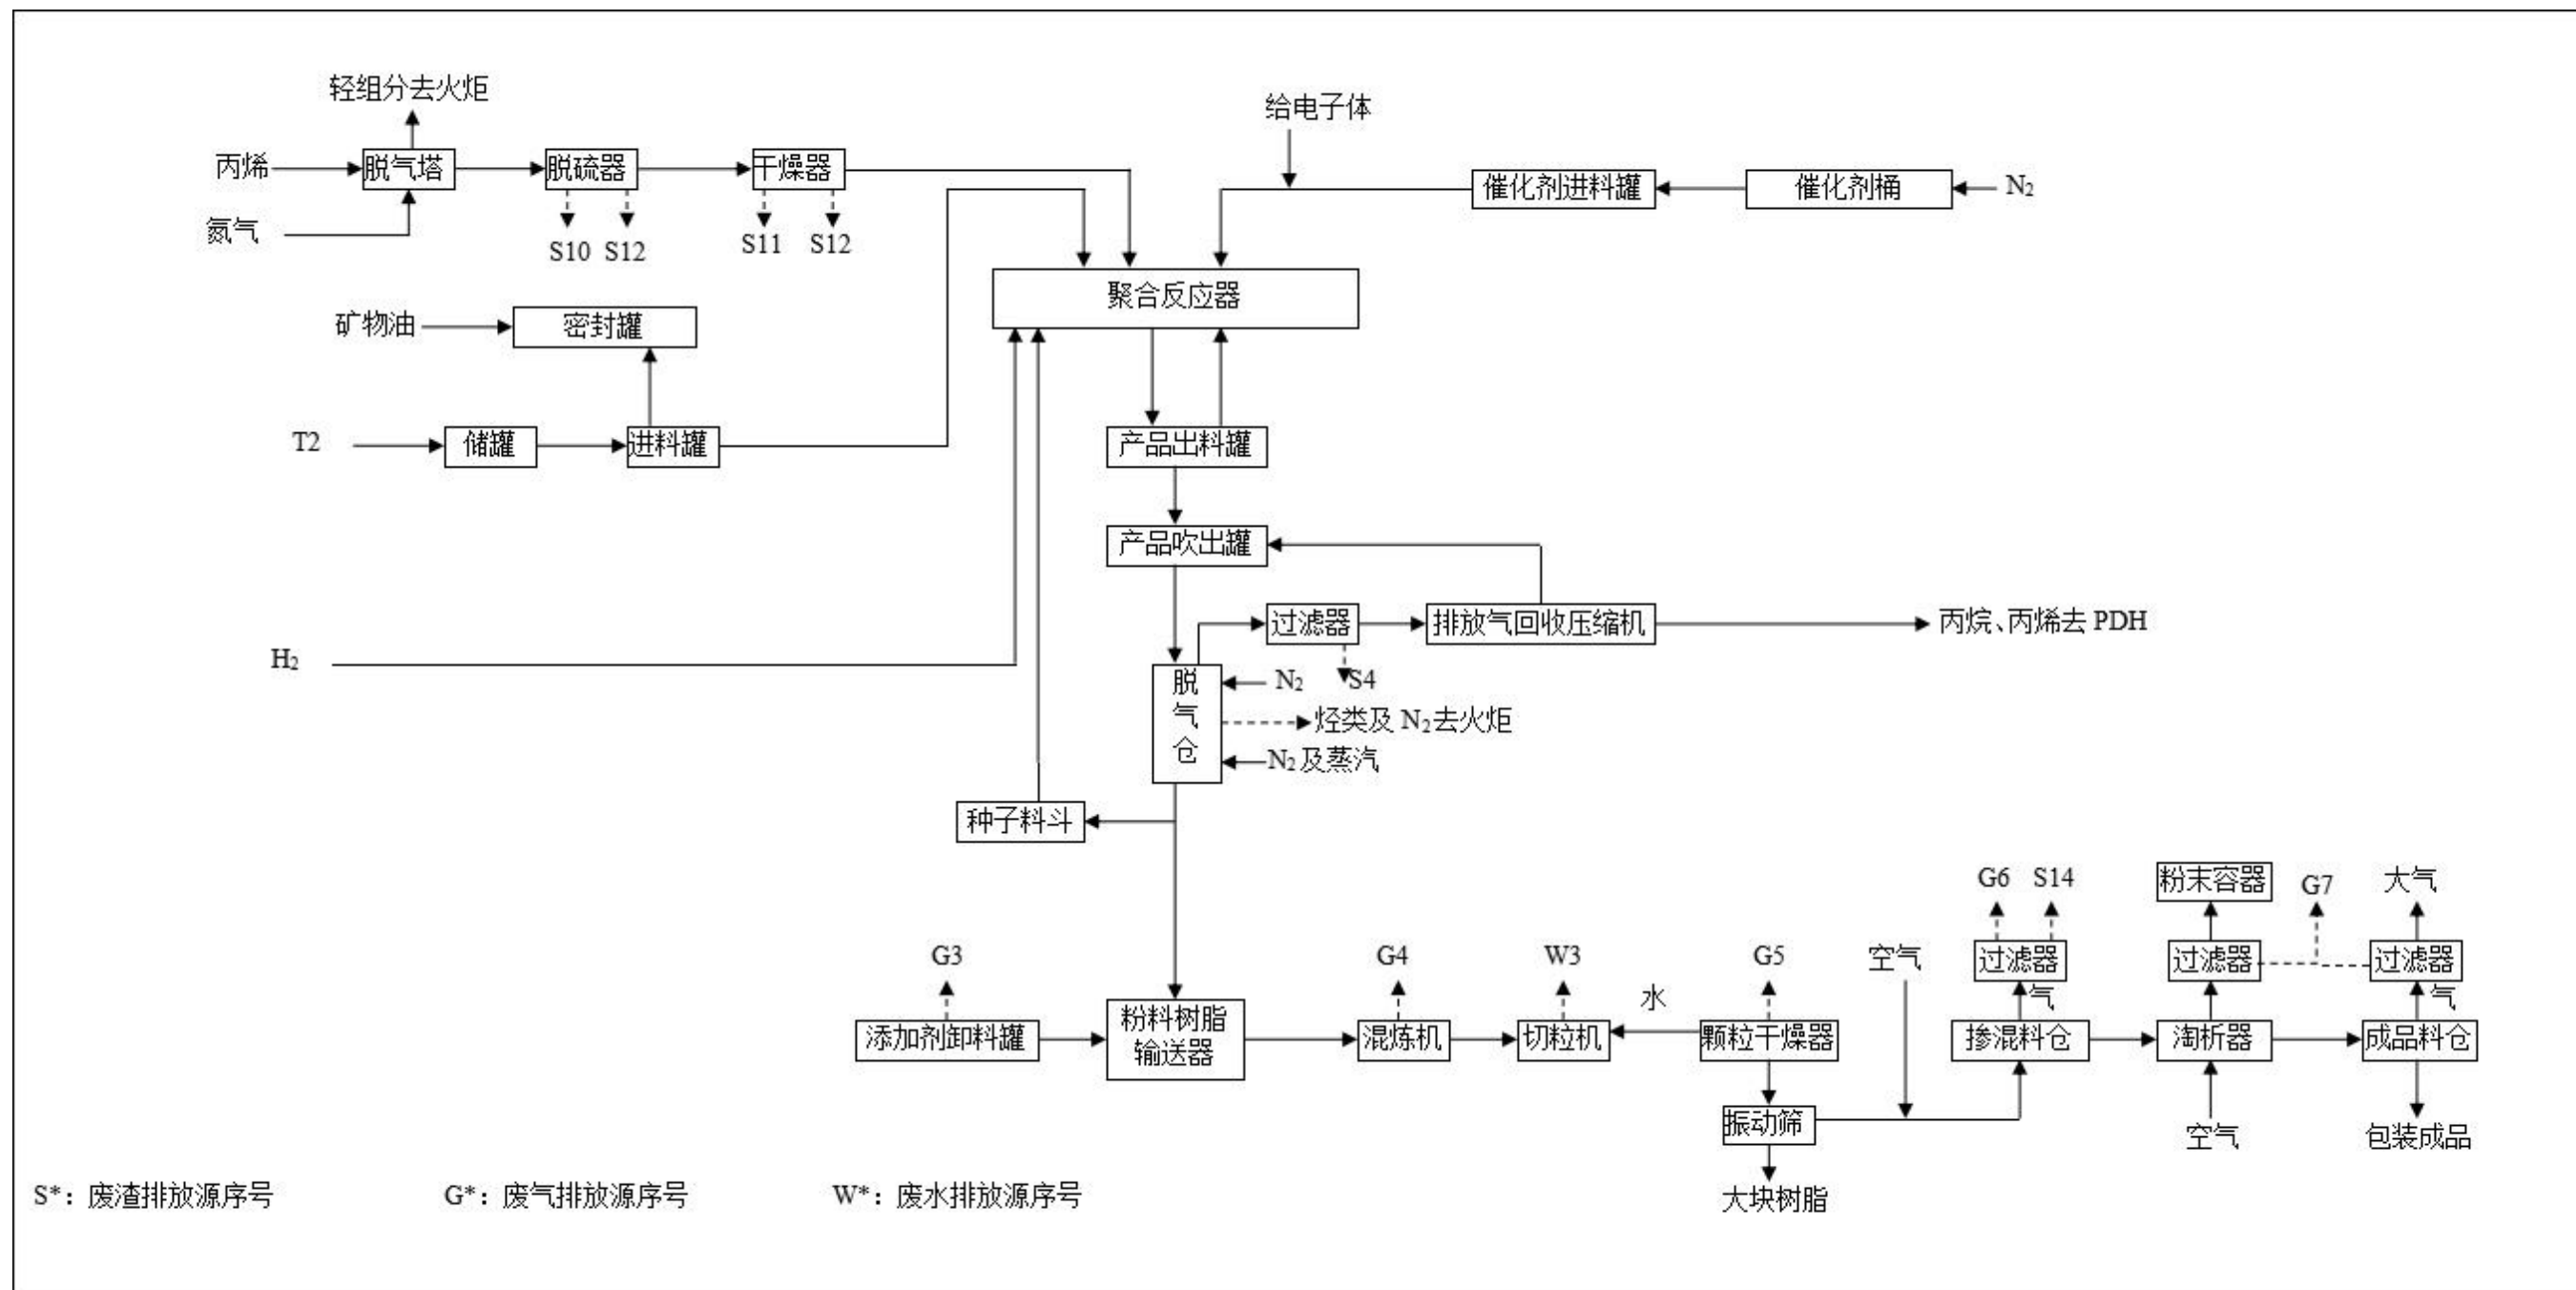 轻组分去火炬
给电子体
丙烯
脱气塔
脱硫器
干燥器
催化剂进料罐
催化剂桶
N₂
氮气
S10
S12
S11
S12
聚合反应器
矿物油
密封罐
T2
储罐
进料罐
产品出料罐
产品吹出罐
过滤器
排放气回收压缩机
丙烷、丙烯去 PDH
H₂
脱气仓
N₂
S4
烃类及 N₂去火炬
N₂及蒸汽
种子料斗
G6
S14
粉末容器
G7
大气
G3
G4
W3
G5
空气
过滤器
过滤器
过滤器
气
气
水
添加剂卸料罐
粉料树脂
输送器
混炼机
切粒机
颗粒干燥器
掺混料仓
淘析器
成品料仓
振动筛
空气
包装成品
大块树脂
S*：废渣排放源序号
G*：废气排放源序号
W*：废水排放源序号